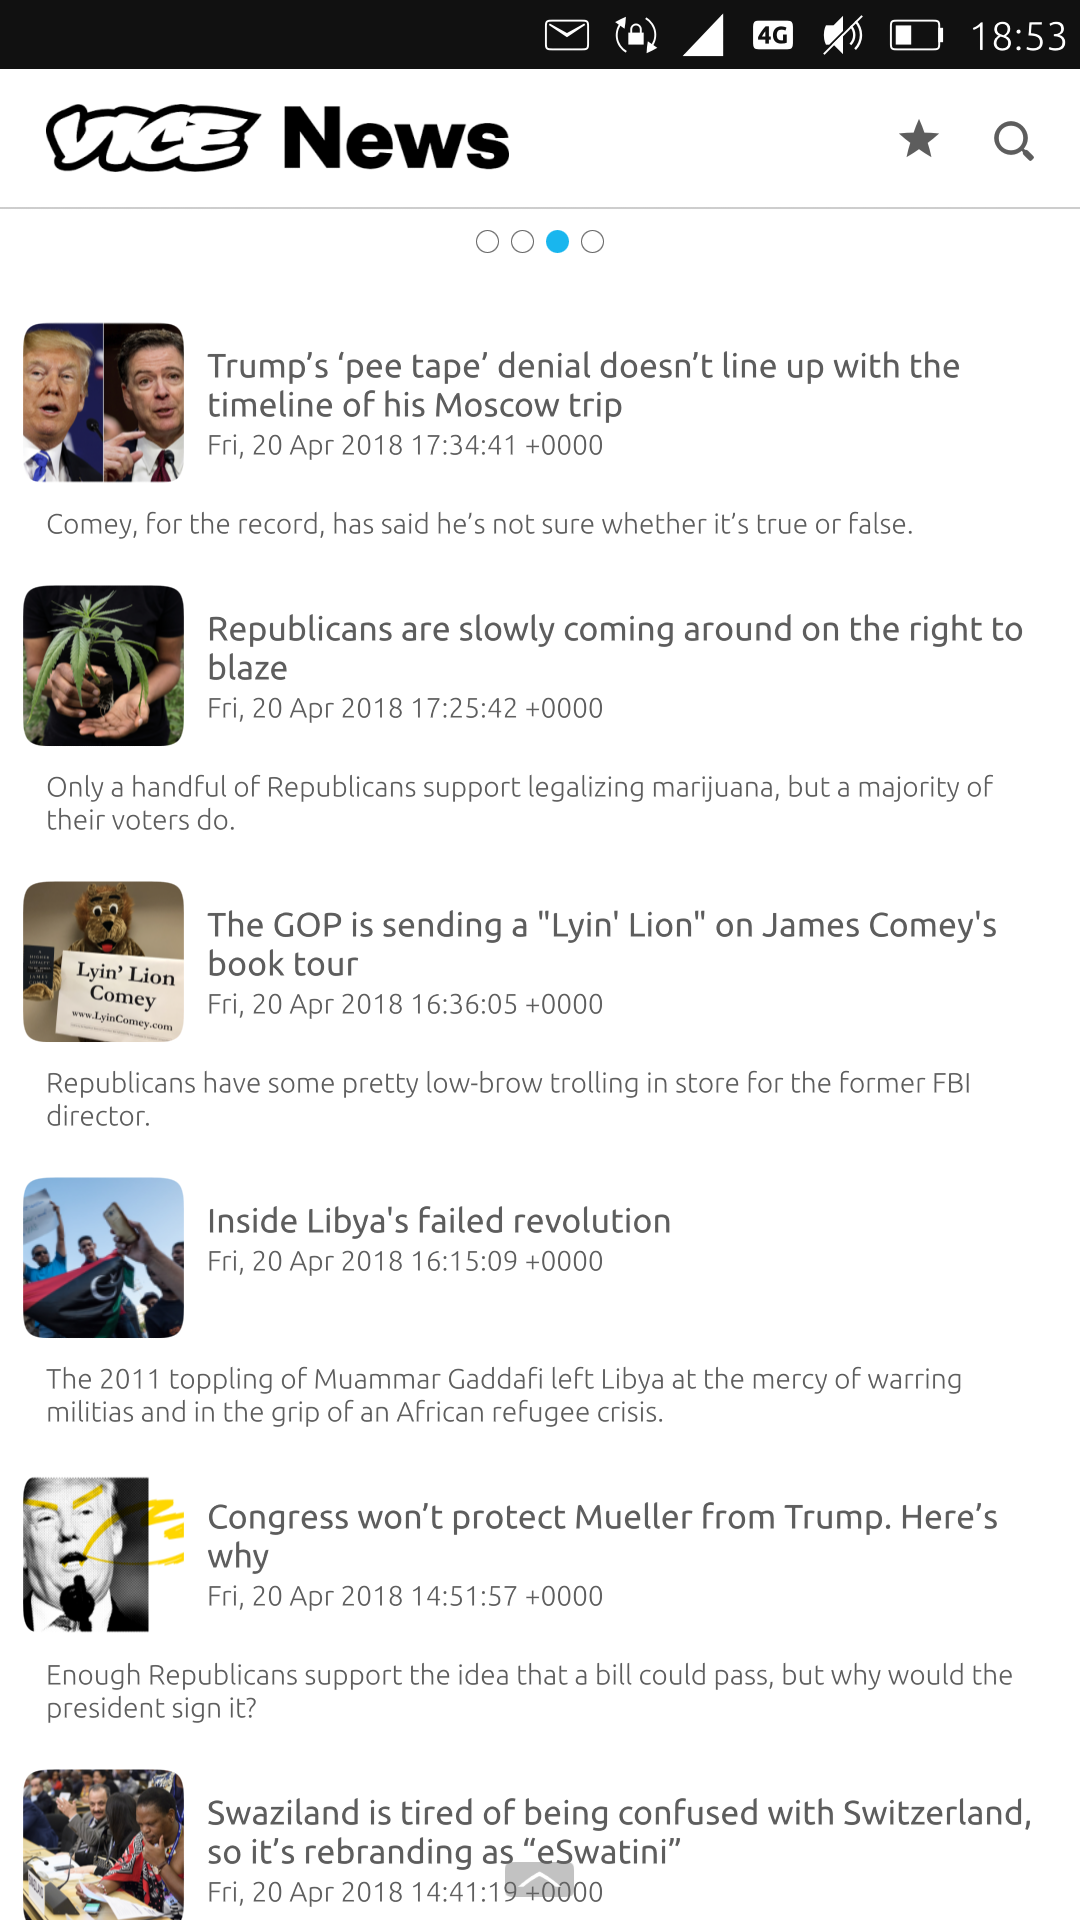 4G 18:53
VICE News
Trump’s ‘pee tape’ denial doesn’t line up with the
timeline of his Moscow trip
Fri, 20 Apr 2018 17:34:41 +0000
Comey, for the record, has said he’s not sure whether it’s true or false.
Republicans are slowly coming around on the right to
blaze
Fri, 20 Apr 2018 17:25:42 +0000
Only a handful of Republicans support legalizing marijuana, but a majority of
their voters do.
Lyin’ Lion
Comey
www.LyinComey.com
The GOP is sending a "Lyin' Lion" on James Comey's
book tour
Fri, 20 Apr 2018 16:36:05 +0000
Republicans have some pretty low-brow trolling in store for the former FBI
director.
Inside Libya's failed revolution
Fri, 20 Apr 2018 16:15:09 +0000
The 2011 toppling of Muammar Gaddafi left Libya at the mercy of warring
militias and in the grip of an African refugee crisis.
Congress won’t protect Mueller from Trump. Here’s
why
Fri, 20 Apr 2018 14:51:57 +0000
Enough Republicans support the idea that a bill could pass, but why would the
president sign it?
Swaziland is tired of being confused with Switzerland,
so it’s rebranding as “eSwatini”
Fri, 20 Apr 2018 14:41:19 +0000